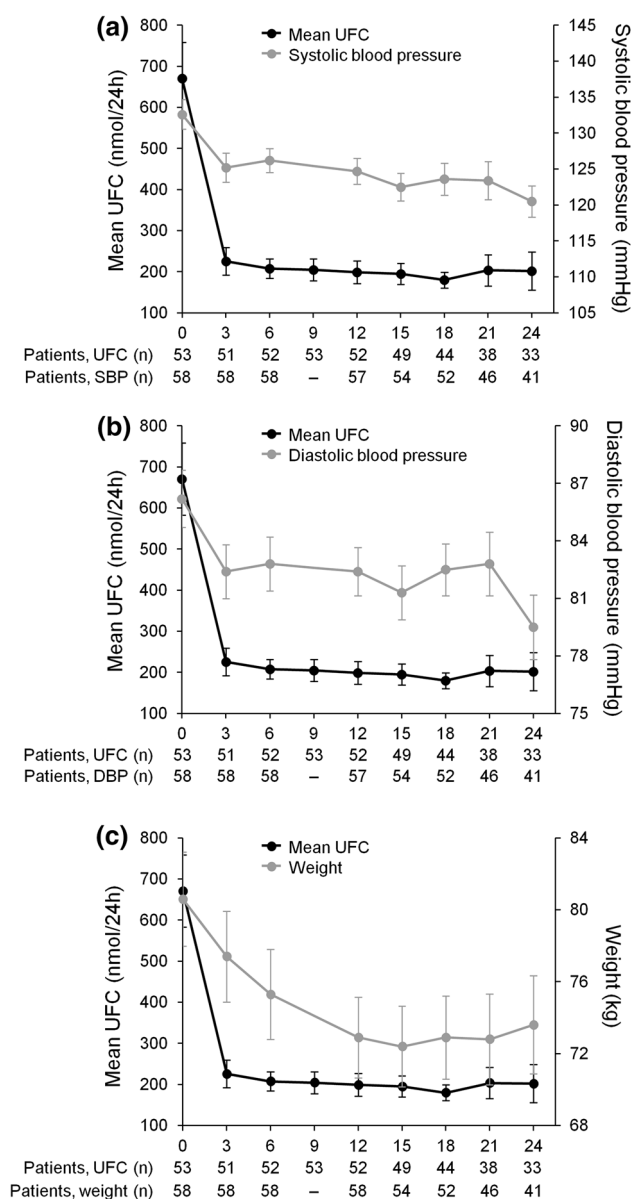 (a)
Mean UFC
Systolic blood pressure
Mean UFC (nmol/24h)
800
700
600
500
400
300
200
100
Systolic blood pressure (mmHg)
145
140
135
130
125
120
115
110
105
0 3 6 9 12 15 18 21 24
Patients, UFC (n) 53 51 52 53 52 49 44 38 33
Patients, SBP (n) 58 58 58 – 57 54 52 46 41
(b)
Mean UFC
Diastolic blood pressure
Mean UFC (nmol/24h)
800
700
600
500
400
300
200
100
Diastolic blood pressure (mmHg)
90
87
84
81
78
75
0 3 6 9 12 15 18 21 24
Patients, UFC (n) 53 51 52 53 52 49 44 38 33
Patients, DBP (n) 58 58 58 – 57 54 52 46 41
(c)
Mean UFC
Weight
Mean UFC (nmol/24h)
800
700
600
500
400
300
200
100
Weight (kg)
84
80
76
72
68
0 3 6 9 12 15 18 21 24
Patients, UFC (n) 53 51 52 53 52 49 44 38 33
Patients, weight (n) 58 58 58 – 58 54 52 46 41